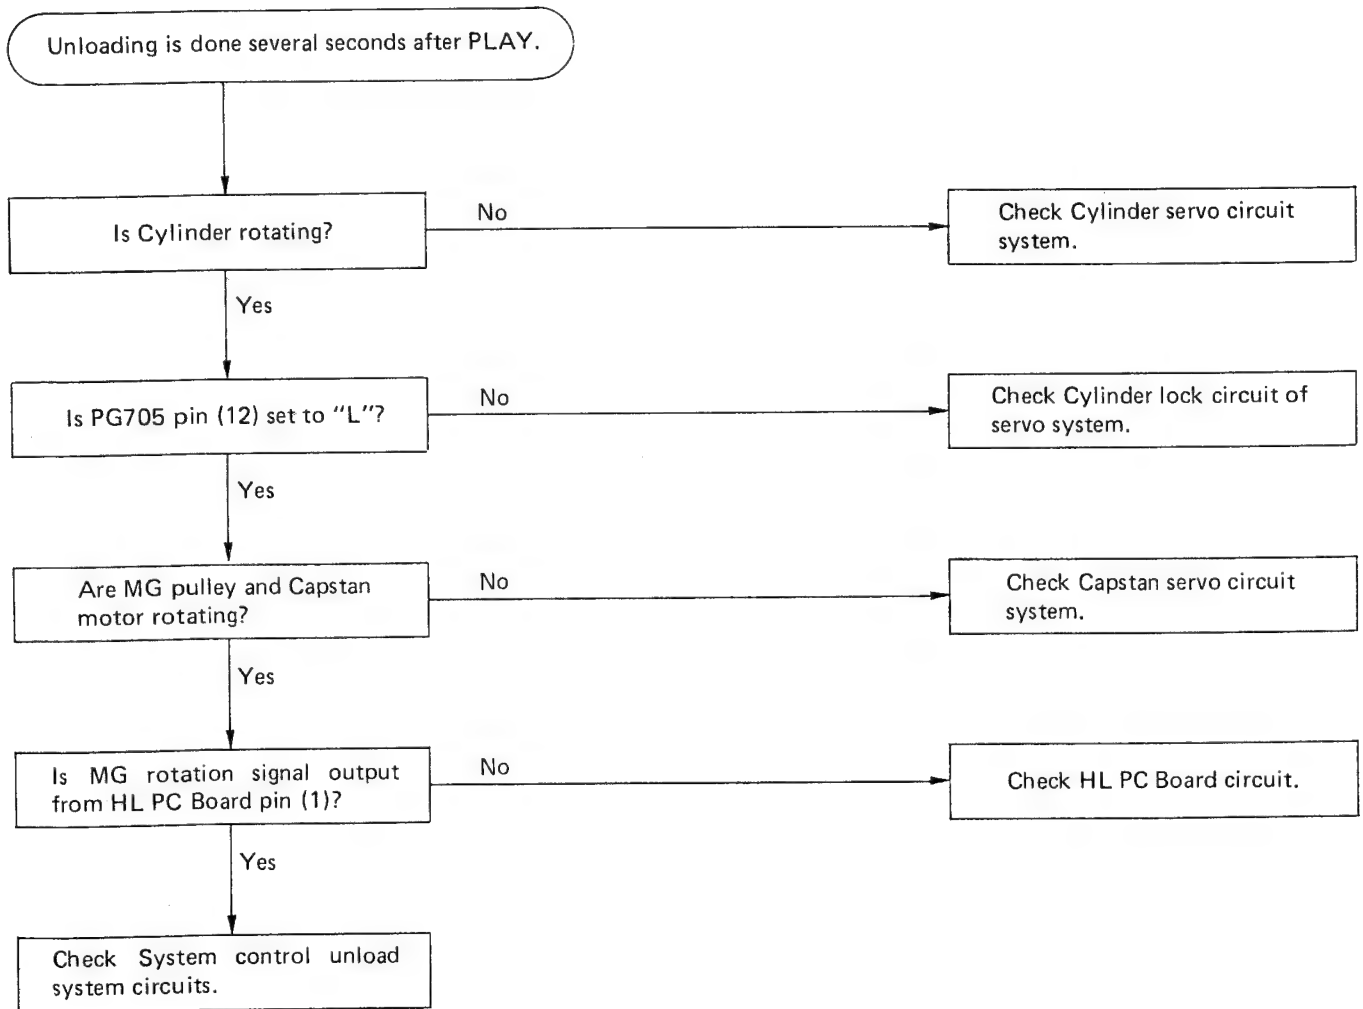 Unloading is done several seconds after PLAY.
Is Cylinder rotating?
No
Check Cylinder servo circuit
system.
Yes
Is PG705 pin (12) set to "L"?
No
Check Cylinder lock circuit of
servo system.
Yes
Are MG pulley and Capstan
motor rotating?
No
Check Capstan servo circuit
system.
Yes
Is MG rotation signal output
from HL PC Board pin (1)?
No
Check HL PC Board circuit.
Yes
Check System control unload
system circuits.